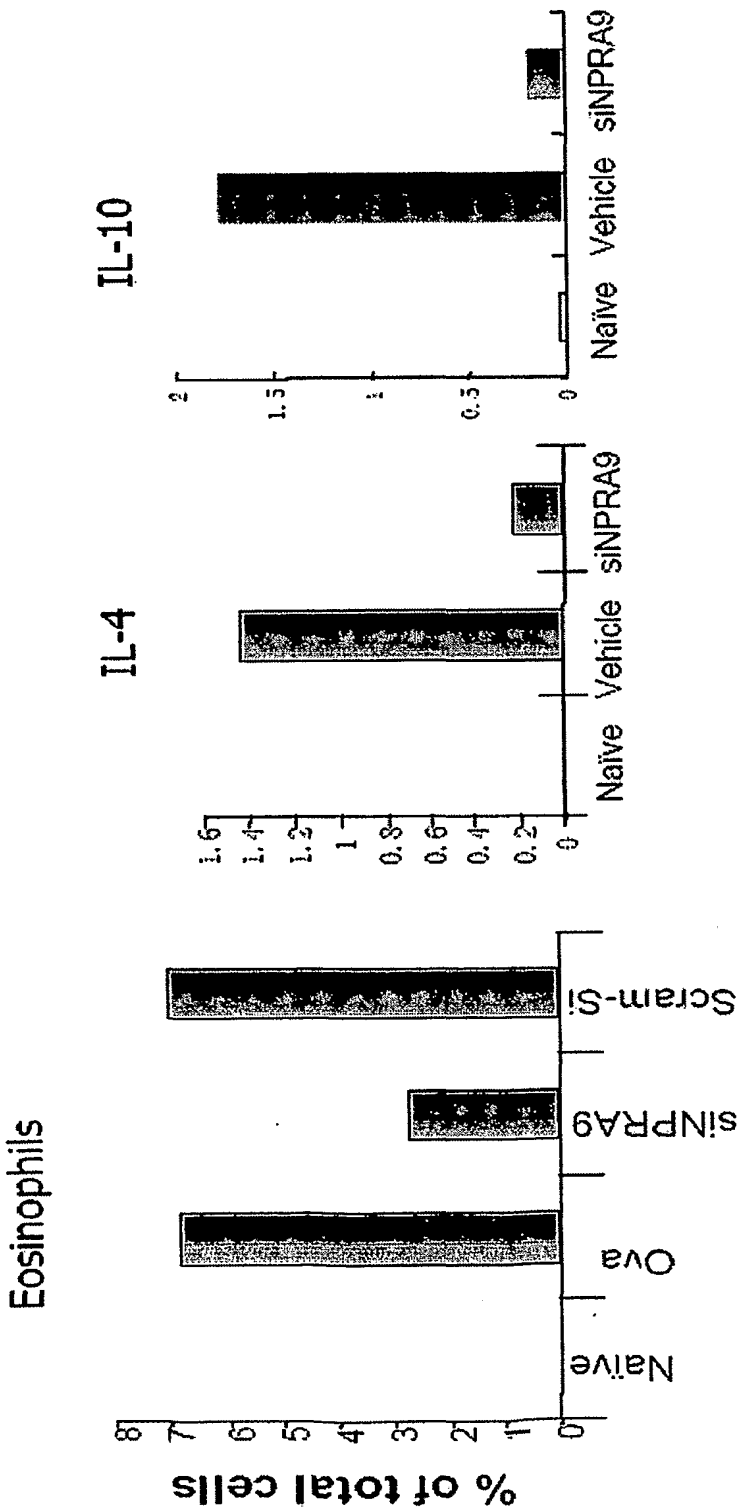 Eosinophils
% of total cells
8
7
6
5
4
3
2
1
0
Naïve
Ova
siNPRA9
Scram-Si
IL-4
1.6
1.4
1.2
1
0.8
0.6
0.4
0.2
0
Naïve Vehicle siNPRA9
IL-10
2
1.5
1
0.5
0
Naïve Vehicle siNPRA9